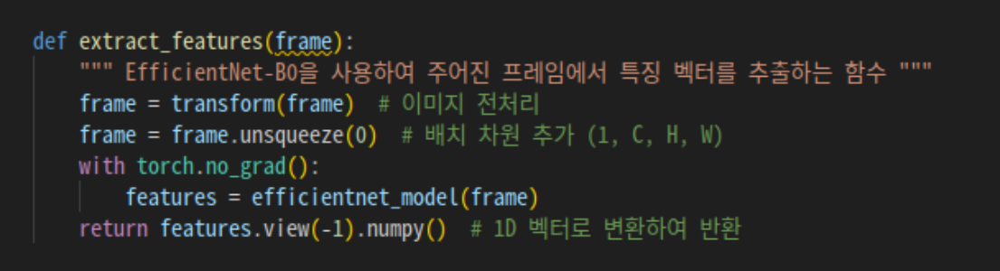 def extract_features(frame):
    """ EfficientNet-B0을 사용하여 주어진 프레임에서 특징 벡터를 추출하는 함수 """
    frame = transform(frame)  # 이미지 전처리
    frame = frame.unsqueeze(0)  # 배치 차원 추가 (1, C, H, W)
    with torch.no_grad():
        features = efficientnet_model(frame)
    return features.view(-1).numpy()  # 1D 벡터로 변환하여 반환